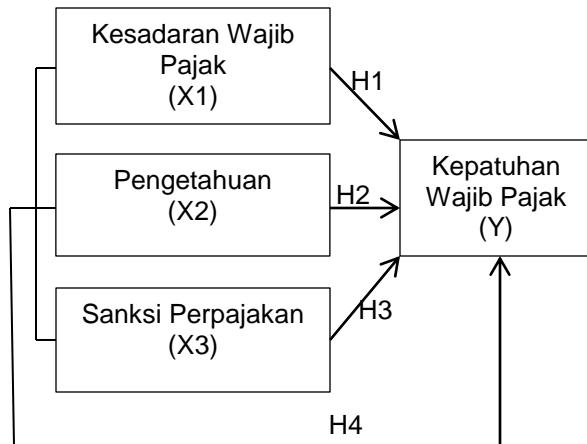 Kesadaran Wajib
Pajak
(X1)
H1
Pengetahuan
(X2)
H2
Kepatuhan
Wajib Pajak
(Y)
Sanksi Perpajakan
(X3)
H3
H4